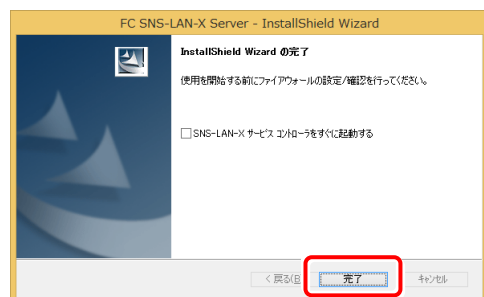 FC SNS-LAN-X Server - InstallShield Wizard
InstallShield Wizard の完了
使用を開始する前にファイアウォールの設定/確認を行ってください。
SNS-LAN-X サービス コントローラをすぐに起動する
< 戻る(B 完了 キャンセル